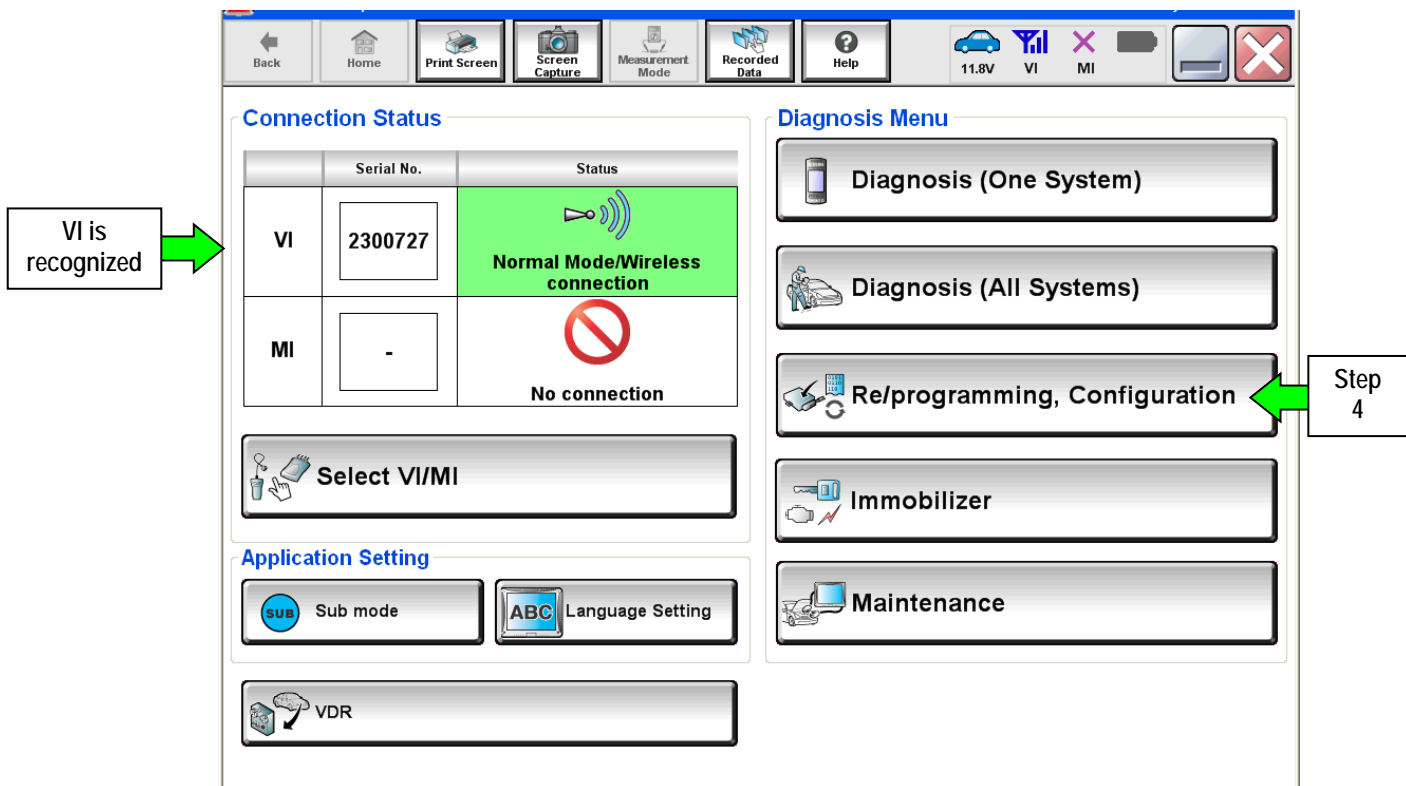 Back
Home
Print Screen
Screen
Capture
Measurement
Mode
Recorded
Data
Help
11.8V
VI
MI
Connection Status
Serial No.
Status
VI
2300727
Normal Mode/Wireless
connection
MI
-
No connection
Select VI/MI
Application Setting
SUB
Sub mode
ABC
Language Setting
VDR
Diagnosis Menu
Diagnosis (One System)
Diagnosis (All Systems)
Re/programming, Configuration
Immobilizer
Maintenance
VI is
recognized
Step
4